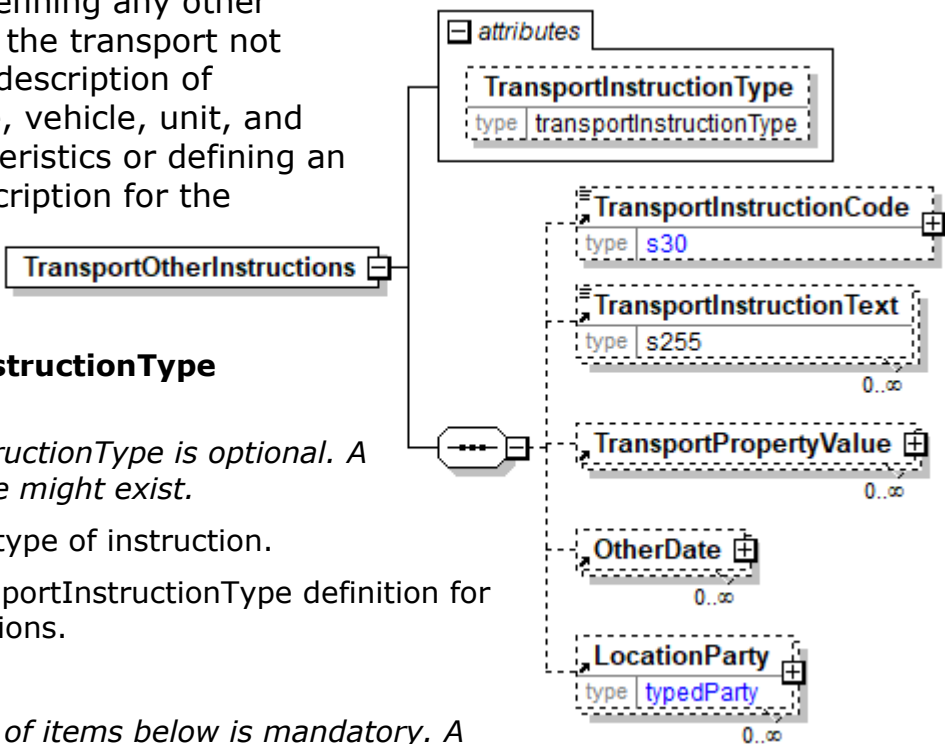 efining any other
the transport not
description of
, vehicle, unit, and
eristics or defining an
cription for the
attributes
TransportInstructionType
type transportInstructionType
TransportOtherInstructions
TransportInstructionCode
type s30
TransportInstructionText
type s255
0..∞
TransportPropertyValue
0..∞
OtherDate
0..∞
LocationParty
type typedParty
0..∞
structionType
ructionType is optional. A
e might exist.
type of instruction.
sportInstructionType definition for
ions.
of items below is mandatory. A